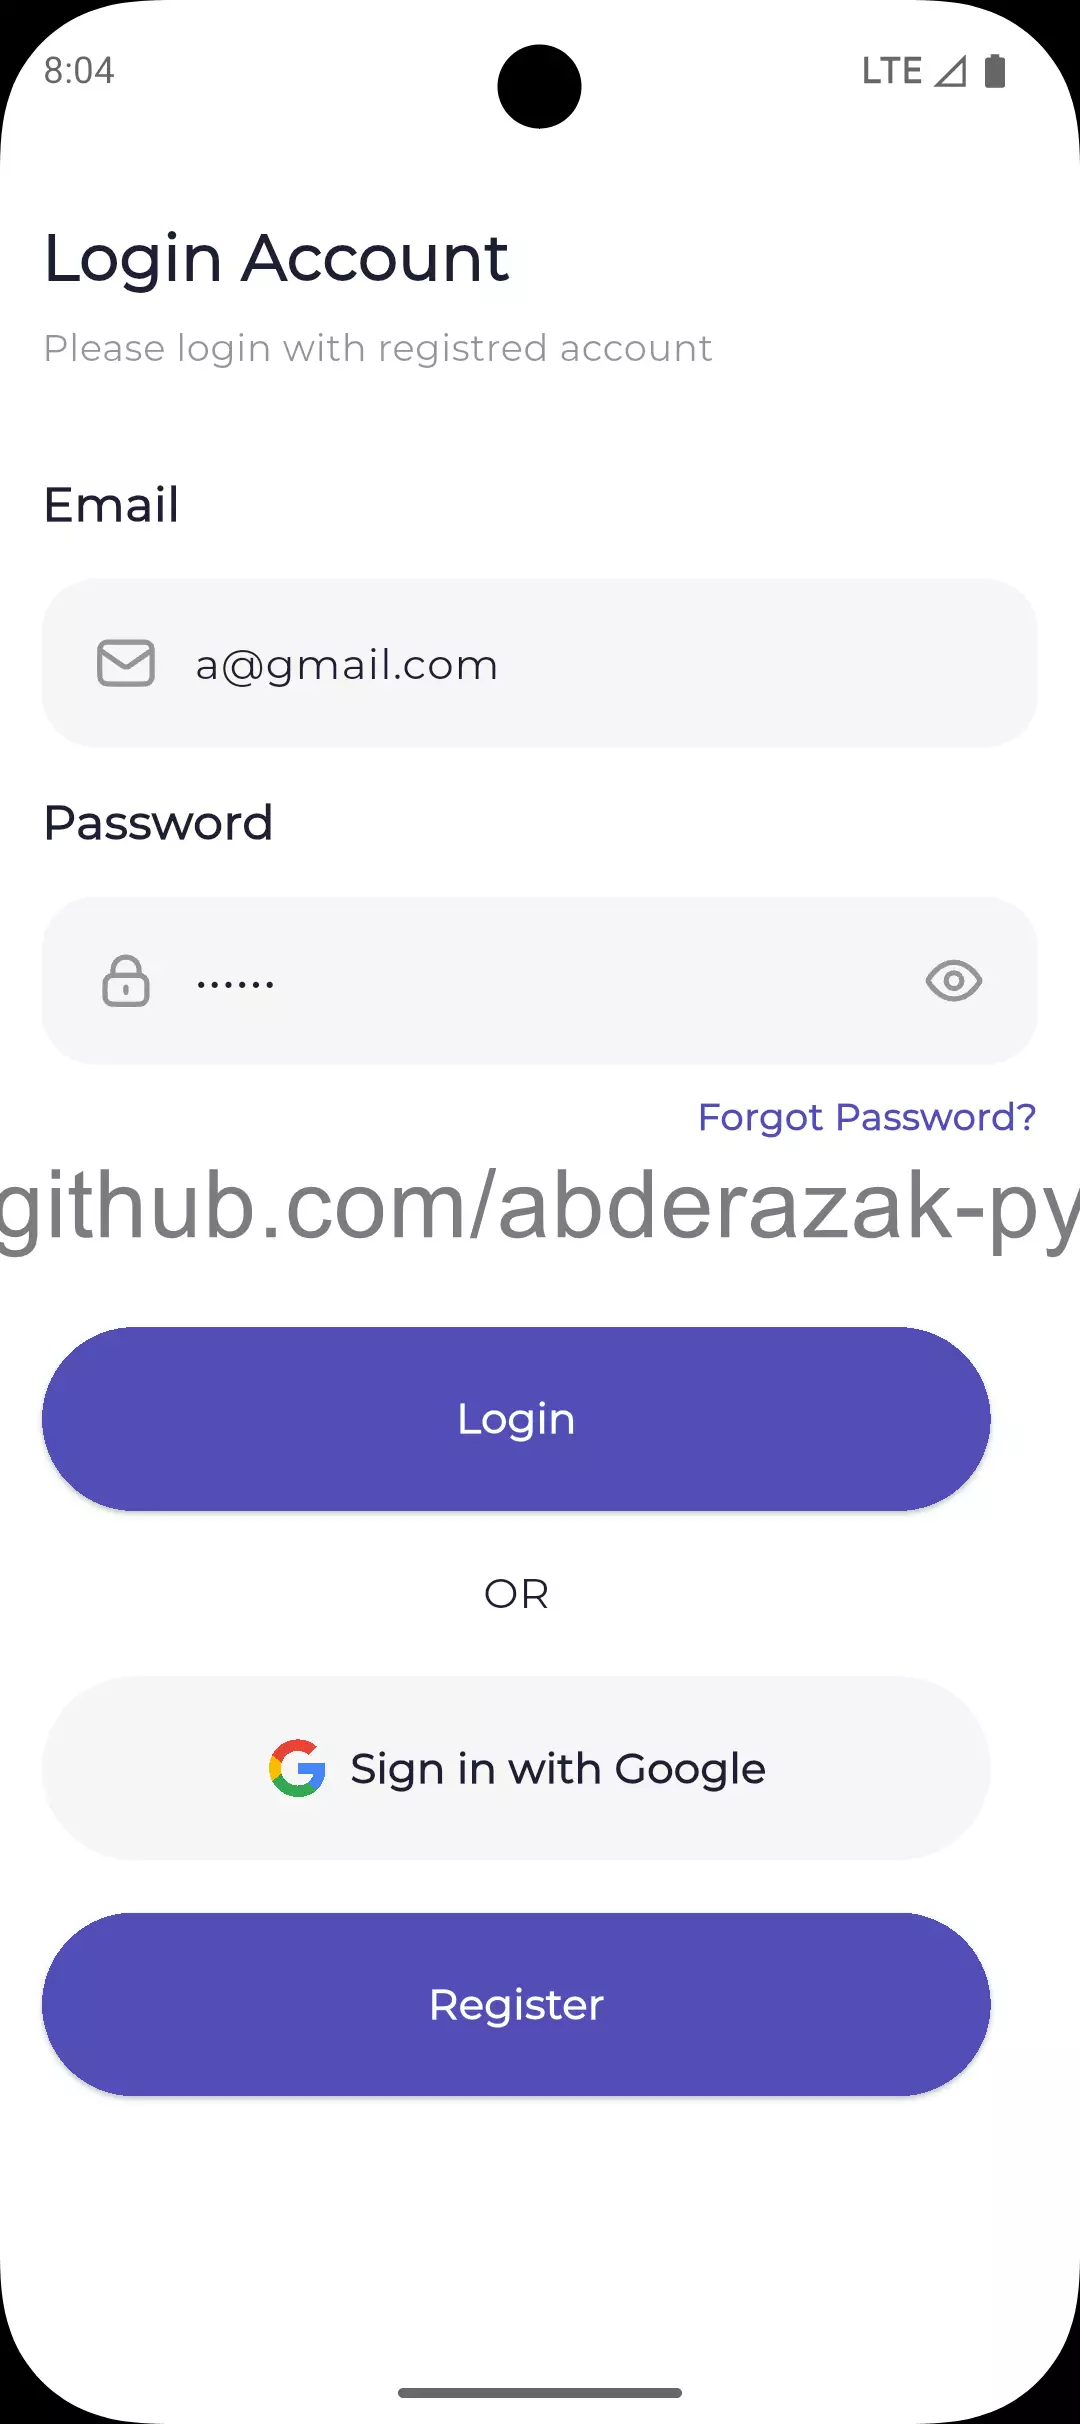 8:04 LTE
Login Account
Please login with registred account
Email
a@gmail.com
Password
••••••
Forgot Password?
github.com/abderazak-py
Login
OR
Sign in with Google
Register